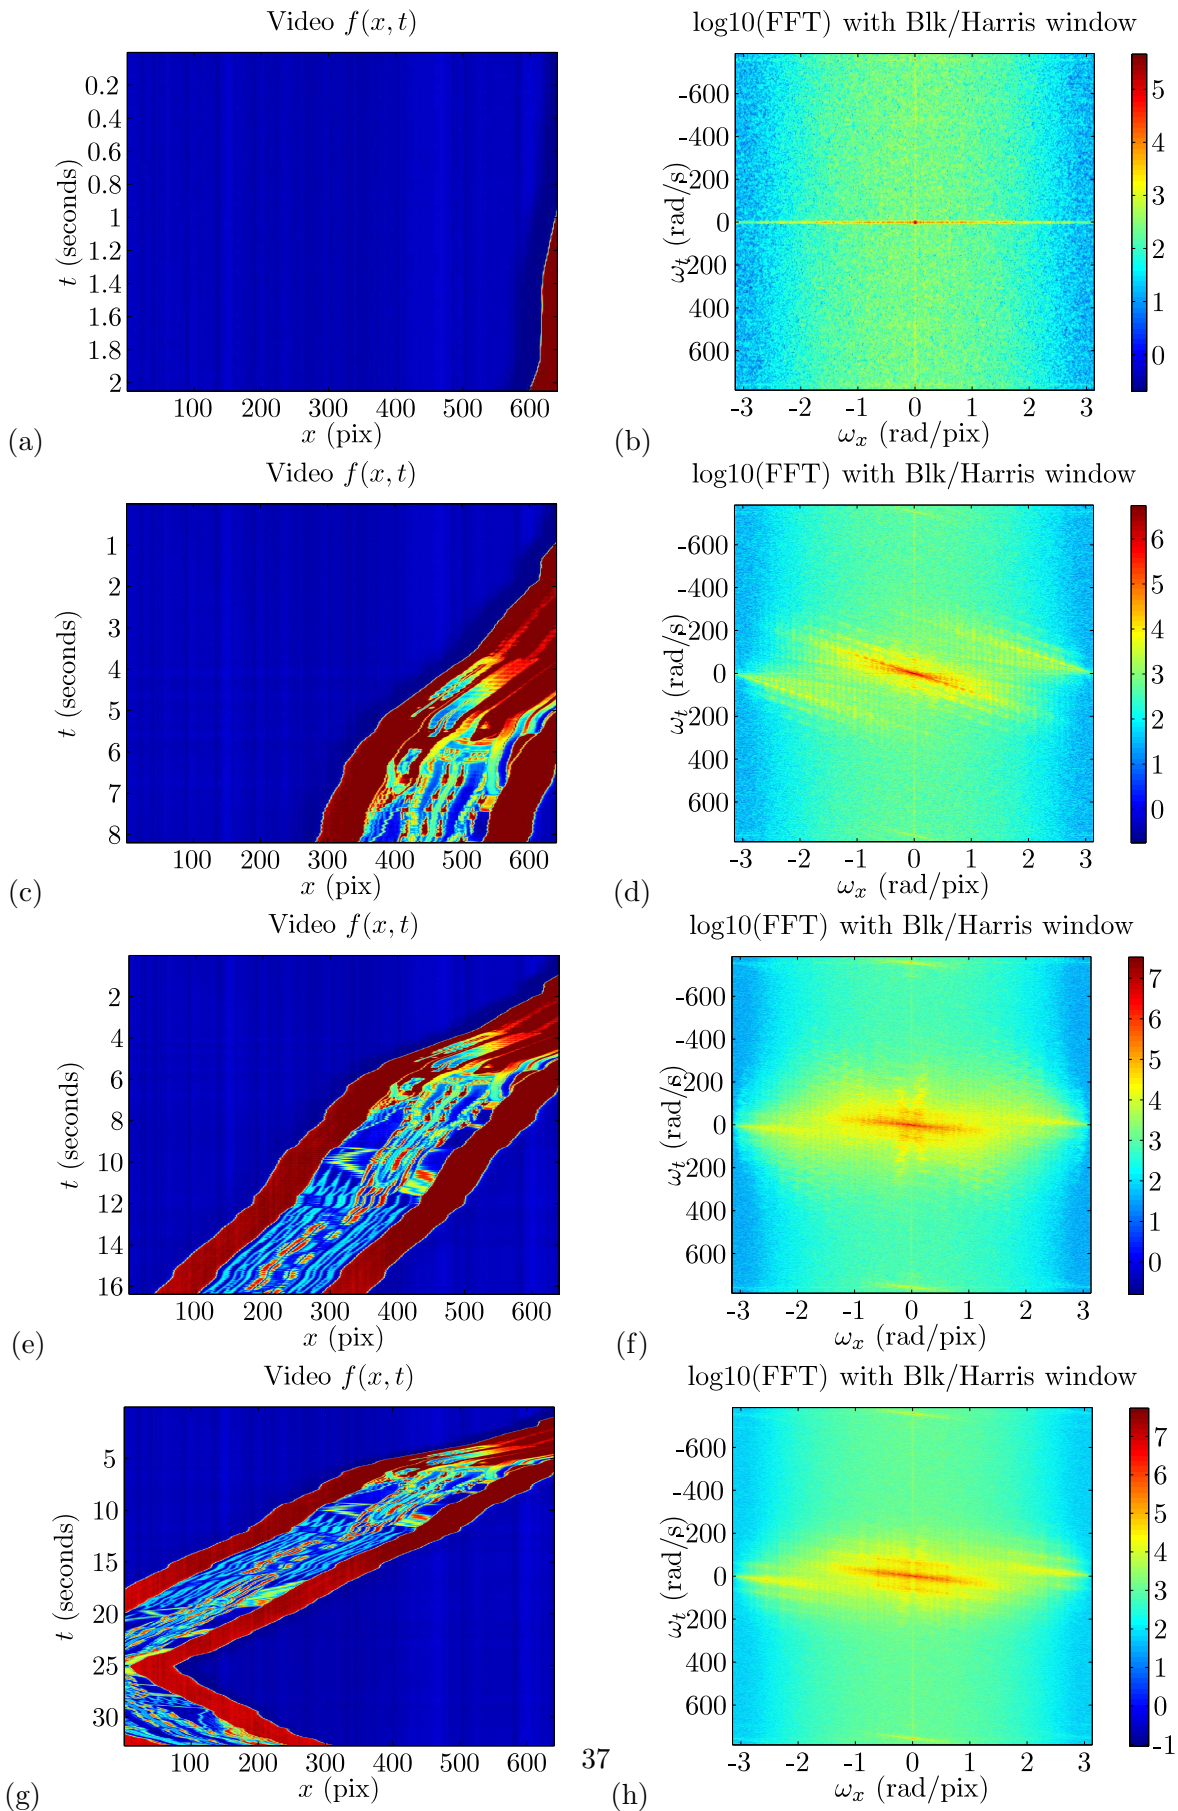 Video f(x, t)
log10(FFT) with Blk/Harris window
0.2
0.4
0.6
0.8
1
1.2
1.4
1.6
1.8
2
t (seconds)
100 200 300 400 500 600
x (pix)
(a)
-600
-400
-200
0
200
400
600
ωt (rad/s)
-3 -2 -1 0 1 2 3
ωx (rad/pix)
5
4
3
2
1
0
(b)
Video f(x, t)
log10(FFT) with Blk/Harris window
1
2
3
4
5
6
7
8
t (seconds)
100 200 300 400 500 600
x (pix)
(c)
-600
-400
-200
0
200
400
600
ωt (rad/s)
-3 -2 -1 0 1 2 3
ωx (rad/pix)
6
5
4
3
2
1
0
(d)
Video f(x, t)
log10(FFT) with Blk/Harris window
2
4
6
8
10
12
14
16
t (seconds)
100 200 300 400 500 600
x (pix)
(e)
-600
-400
-200
0
200
400
600
ωt (rad/s)
-3 -2 -1 0 1 2 3
ωx (rad/pix)
7
6
5
4
3
2
1
0
(f)
Video f(x, t)
log10(FFT) with Blk/Harris window
5
10
15
20
25
30
t (seconds)
100 200 300 400 500 600
x (pix)
(g)
37
-600
-400
-200
0
200
400
600
ωt (rad/s)
-3 -2 -1 0 1 2 3
ωx (rad/pix)
7
6
5
4
3
2
1
0
-1
(h)